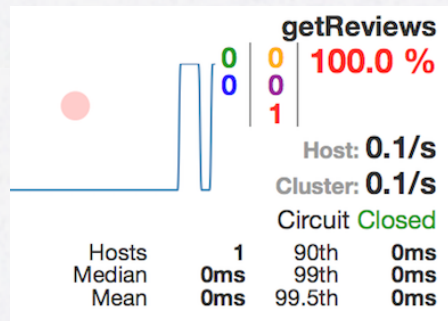 getReviews
0 0 100.0 %
0 0
1
Host: 0.1/s
Cluster: 0.1/s
Circuit Closed
Hosts 1 90th 0ms
Median 0ms 99th 0ms
Mean 0ms 99.5th 0ms